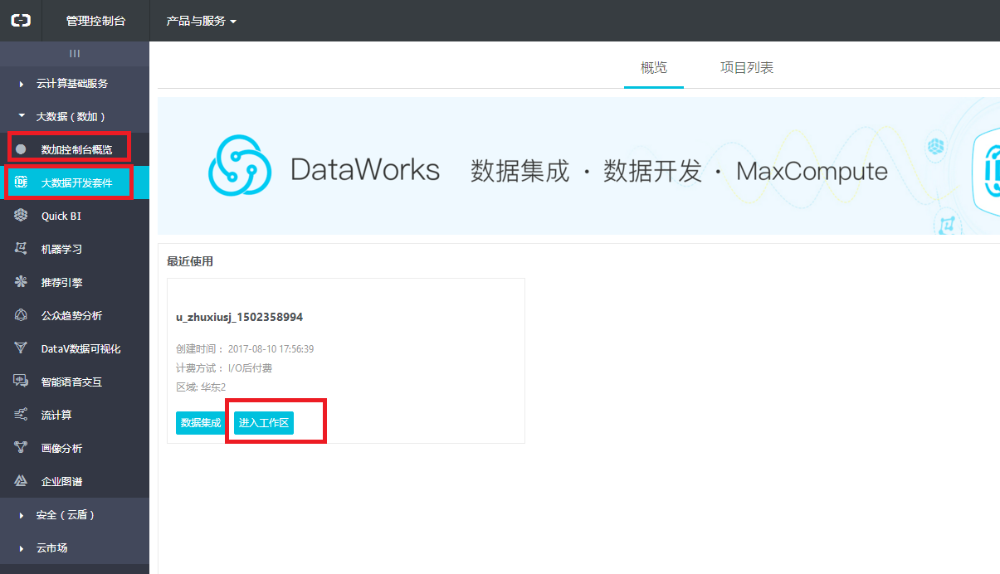 管理控制台
产品与服务
云计算基础服务
大数据（数加）
数加控制台概览
大数据开发套件
Quick BI
机器学习
推荐引擎
公众趋势分析
DataV数据可视化
智能语音交互
流计算
画像分析
企业图谱
安全（云盾）
云市场
概览
项目列表
DataWorks 数据集成 · 数据开发 · MaxCompute
最近使用
u_zhuxiusj_1502358994
创建时间： 2017-08-10 17:56:39
计费方试： I/O后付费
区域: 华东2
数据集成
进入工作区